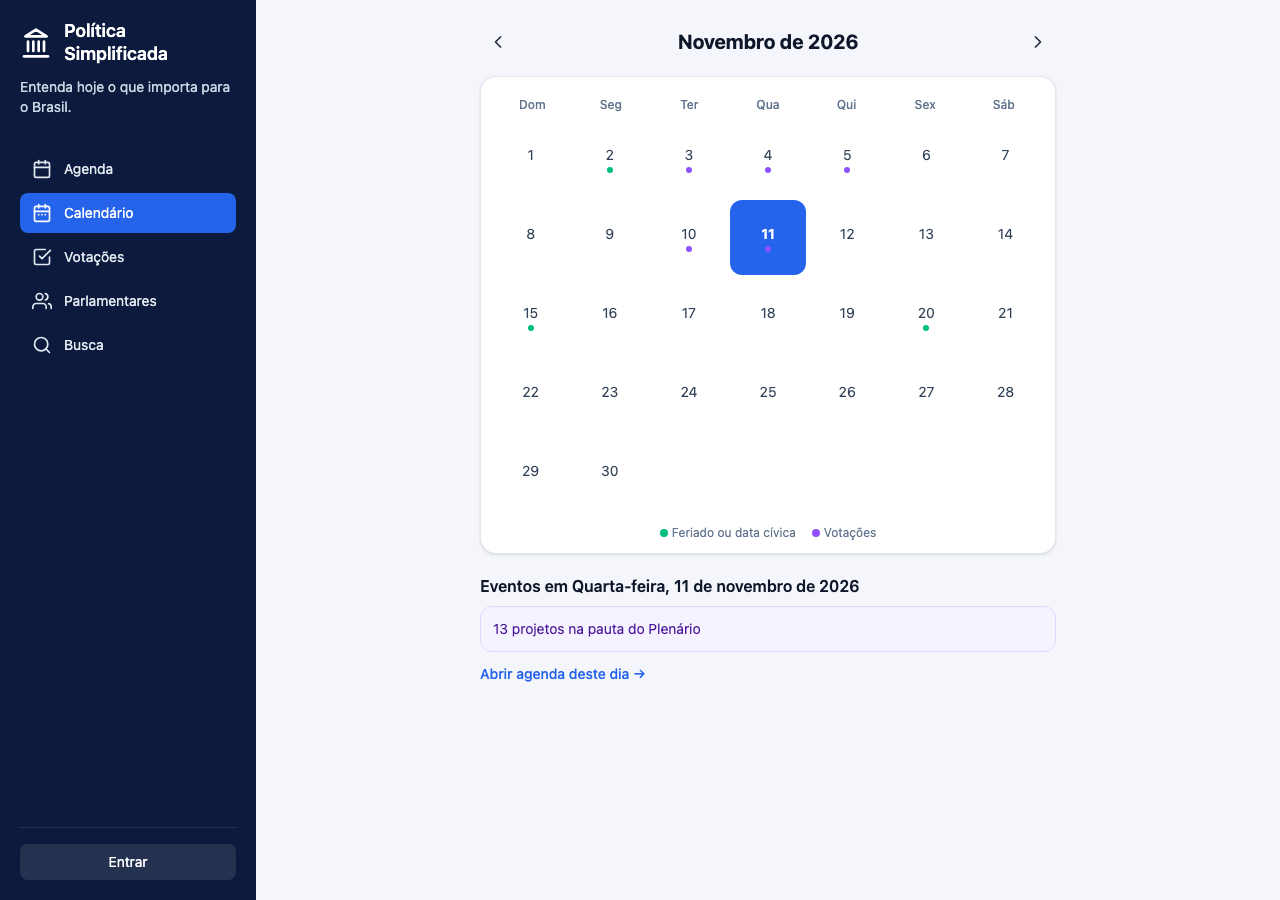 Política
Simplificada
Entenda hoje o que importa para
o Brasil.
Agenda
Calendário
Votações
Parlamentares
Busca
Entrar
Novembro de 2026
Dom Seg Ter Qua Qui Sex Sáb
1 2 3 4 5 6 7
8 9 10 11 12 13 14
15 16 17 18 19 20 21
22 23 24 25 26 27 28
29 30
Feriado ou data cívica Votações
Eventos em Quarta-feira, 11 de novembro de 2026
13 projetos na pauta do Plenário
Abrir agenda deste dia →